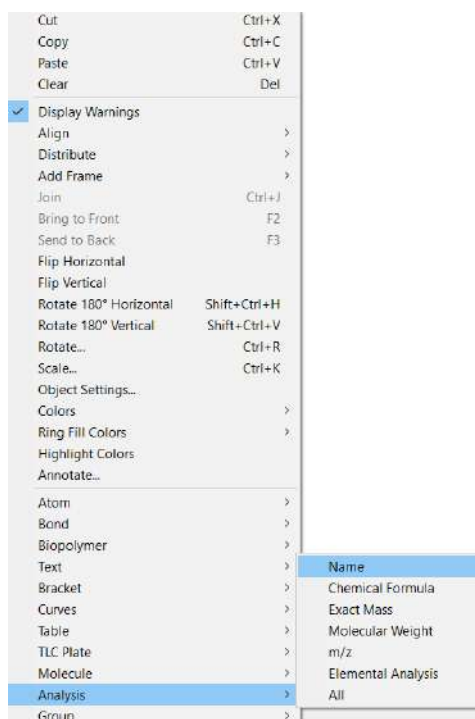 Cut Ctrl+X
Copy Ctrl+C
Paste Ctrl+V
Clear Del
Display Warnings
Align
Distribute
Add Frame
Join Ctrl+J
Bring to Front F2
Send to Back F3
Flip Horizontal
Flip Vertical
Rotate 180° Horizontal Shift+Ctrl+H
Rotate 180° Vertical Shift+Ctrl+V
Rotate... Ctrl+R
Scale... Ctrl+K
Object Settings...
Colors
Ring Fill Colors
Highlight Colors
Annotate...
Atom
Bond
Biopolymer
Text
Bracket
Curves
Table
TLC Plate
Molecule
Analysis
Group
Name
Chemical Formula
Exact Mass
Molecular Weight
m/z
Elemental Analysis
All